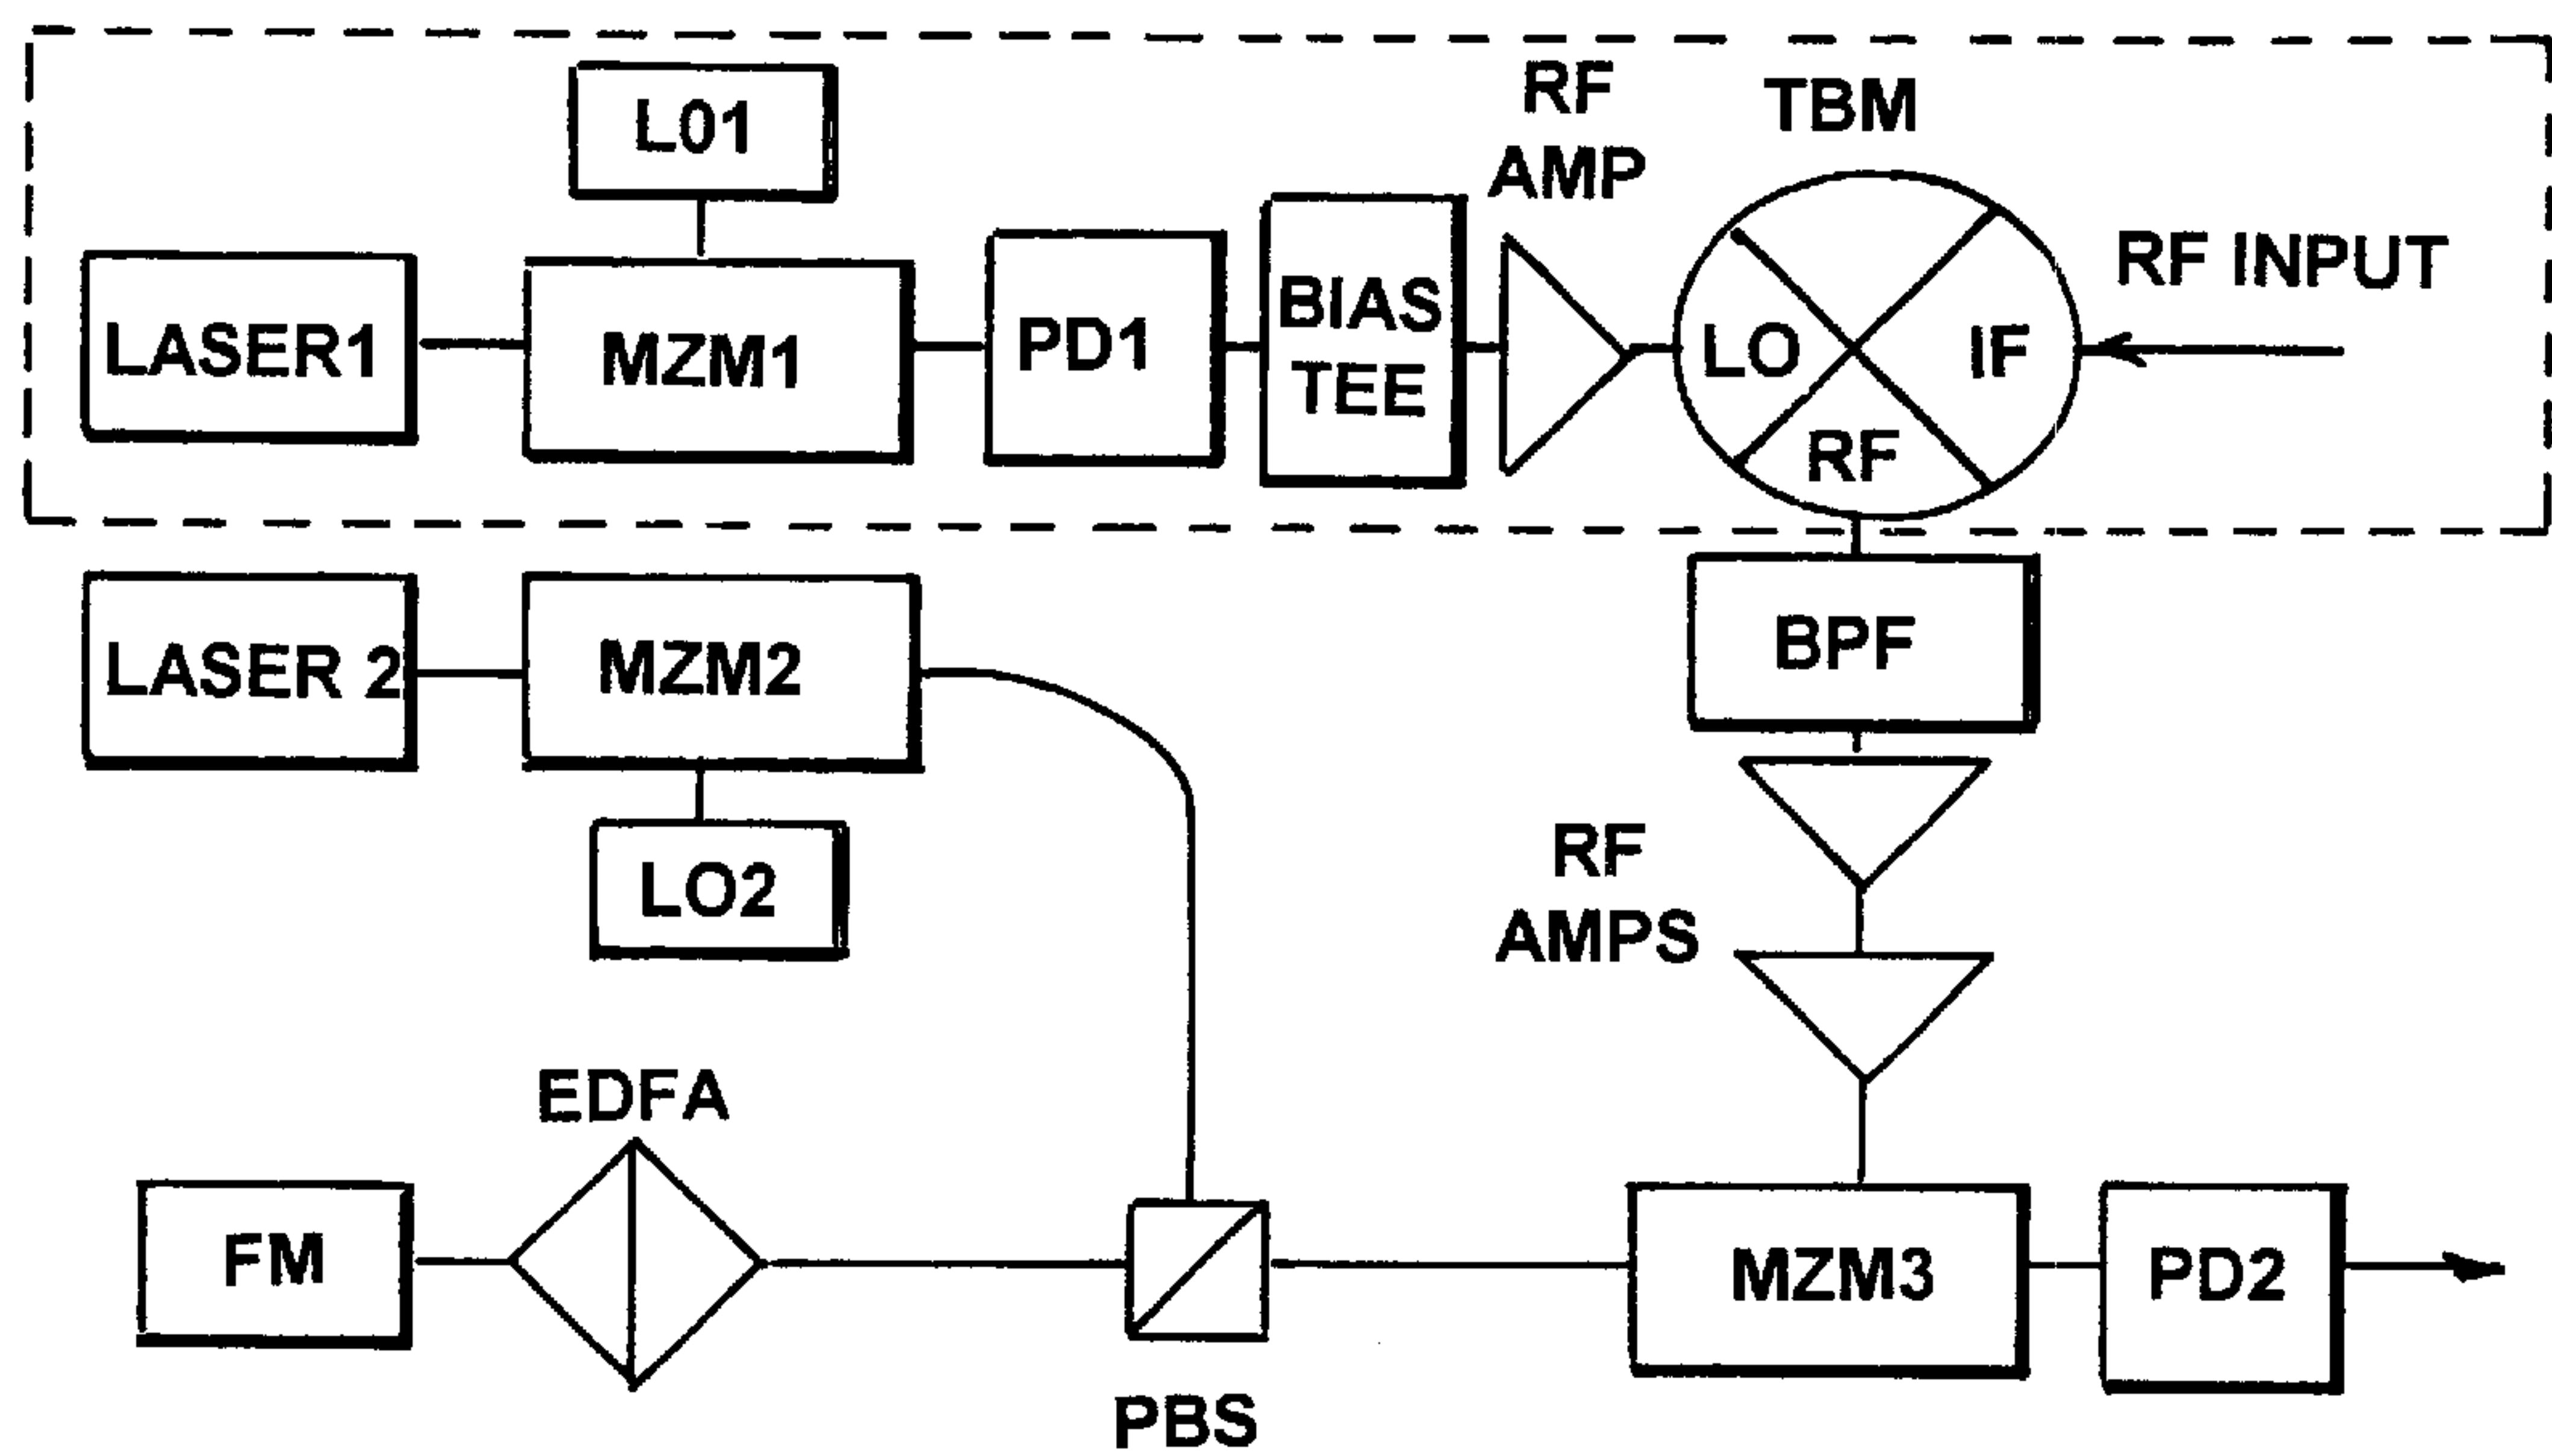 L01
RF
AMP
TBM
LASER1
MZM1
PD1
BIAS
TEE
LO
IF
RF
RF INPUT
LASER 2
MZM2
BPF
LO2
RF
AMPS
EDFA
FM
PBS
MZM3
PD2